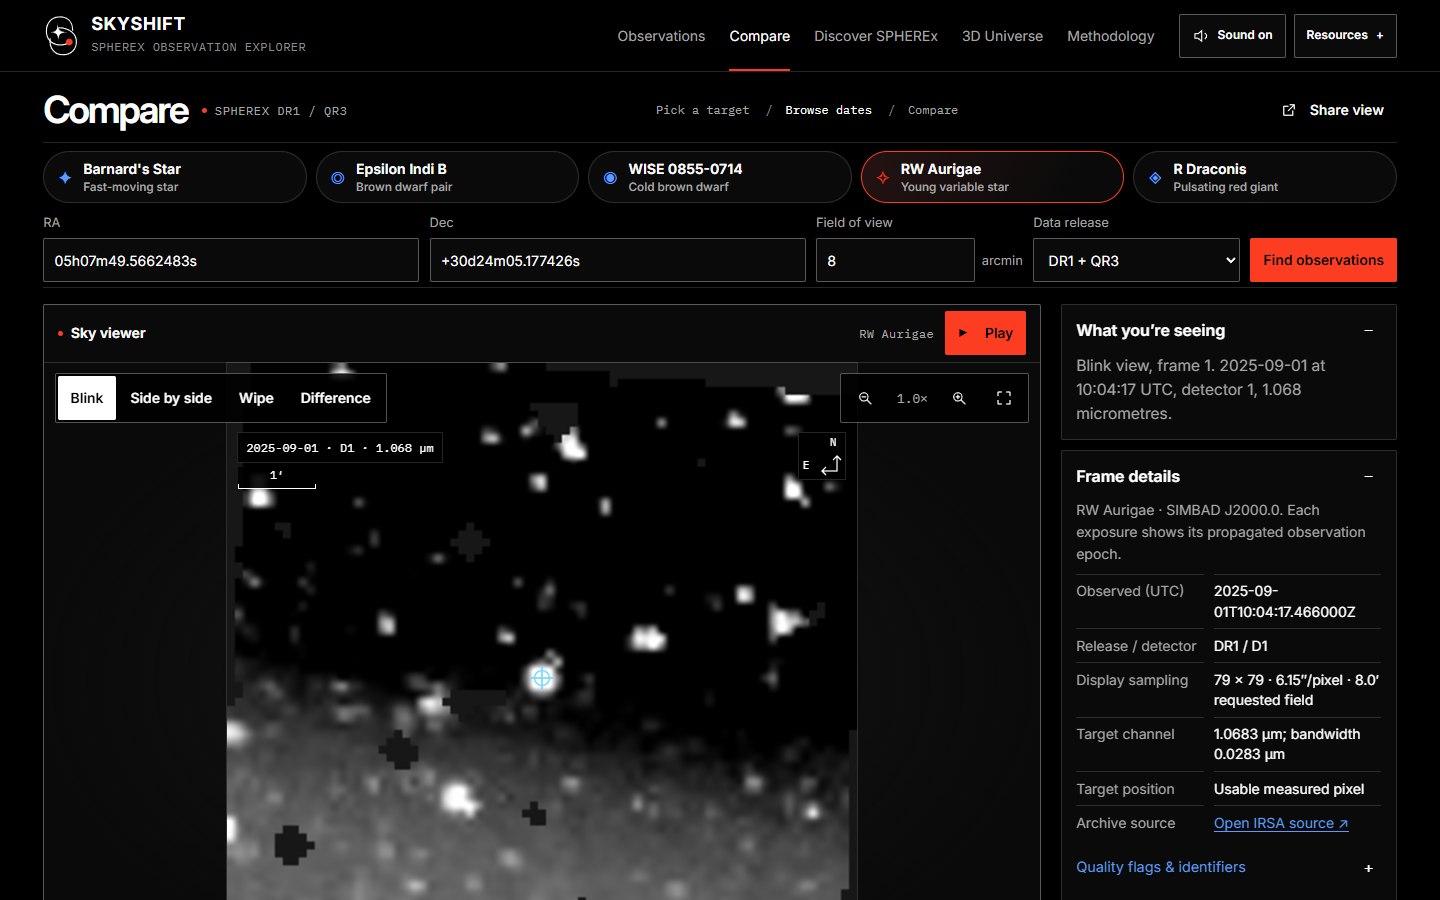 SKYSHIFT
SPHEREX OBSERVATION EXPLORER
Observations
Compare
Discover SPHEREx
3D Universe
Methodology
Sound on
Resources +
Compare
SPHEREX DR1 / QR3
Pick a target / Browse dates / Compare
Share view
Barnard's Star
Fast-moving star
Epsilon Indi B
Brown dwarf pair
WISE 0855-0714
Cold brown dwarf
RW Aurigae
Young variable star
R Draconis
Pulsating red giant
RA
05h07m49.5662483s
Dec
+30d24m05.177426s
Field of view
8
arcmin
Data release
DR1 + QR3
Find observations
Sky viewer
RW Aurigae
Play
Blink
Side by side
Wipe
Difference
1.0×
2025-09-01 · D1 · 1.068 µm
1′
N
E
What you’re seeing
Blink view, frame 1. 2025-09-01 at
10:04:17 UTC, detector 1, 1.068
micrometres.
Frame details
RW Aurigae · SIMBAD J2000.0. Each
exposure shows its propagated observation
epoch.
Observed (UTC)
2025-09-
01T10:04:17.466000Z
Release / detector
DR1 / D1
Display sampling
79 × 79 · 6.15″/pixel · 8.0′
requested field
Target channel
1.0683 µm; bandwidth
0.0283 µm
Target position
Usable measured pixel
Archive source
Open IRSA source ↗
Quality flags & identifiers
+